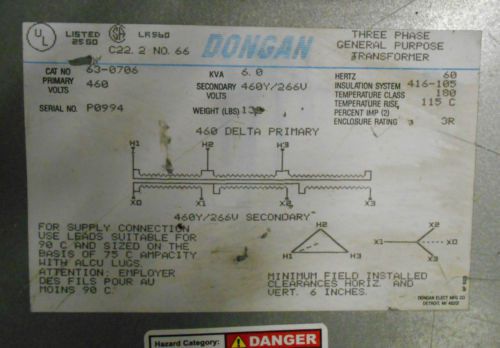 UL
LISTED
25GO
SA
LR560
C22.2 NO.66
DONGAN
THREE PHASE
GENERAL PURPOSE
TRANSFORMER
CAT NO 63-0706
PRIMARY VOLTS 460
SERIAL NO. P0994
KVA 6.0
SECONDARY VOLTS 460Y/266V
WEIGHT (LBS)
HERTZ 60
INSULATION SYSTEM 416-105
TEMPERATURE CLASS 180
TEMPERATURE RISE 115 C
PERCENT IMP (2)
ENCLOSURE RATING 3R
460 DELTA PRIMARY
H1 H2 H3
X0 X1 X2 X3
460Y/266V SECONDARY
FOR SUPPLY CONNECTION
USE LEADS SUITABLE FOR
90 C AND SIZED ON THE
BASIS OF 75 C AMPACITY
WITH ALCU LUGS.
ATTENTION: EMPLOYER
DES FILS POUR AU
MOINS 90 C.
H2
H1 H3
X2
X1 X0
X3
MINIMUM FIELD INSTALLED
CLEARANCES HORIZ. AND
VERT. 6 INCHES.
DONGAN ELECT MFG CO
DETROIT, MI 48207
Hazard Category:
DANGER